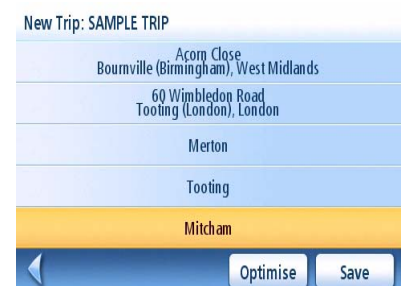 New Trip: SAMPLE TRIP
Acorn Close
Bournville (Birmingham), West Midlands
60 Wimbledon Road
Tooting (London), London
Merton
Tooting
Mitcham
Optimise
Save